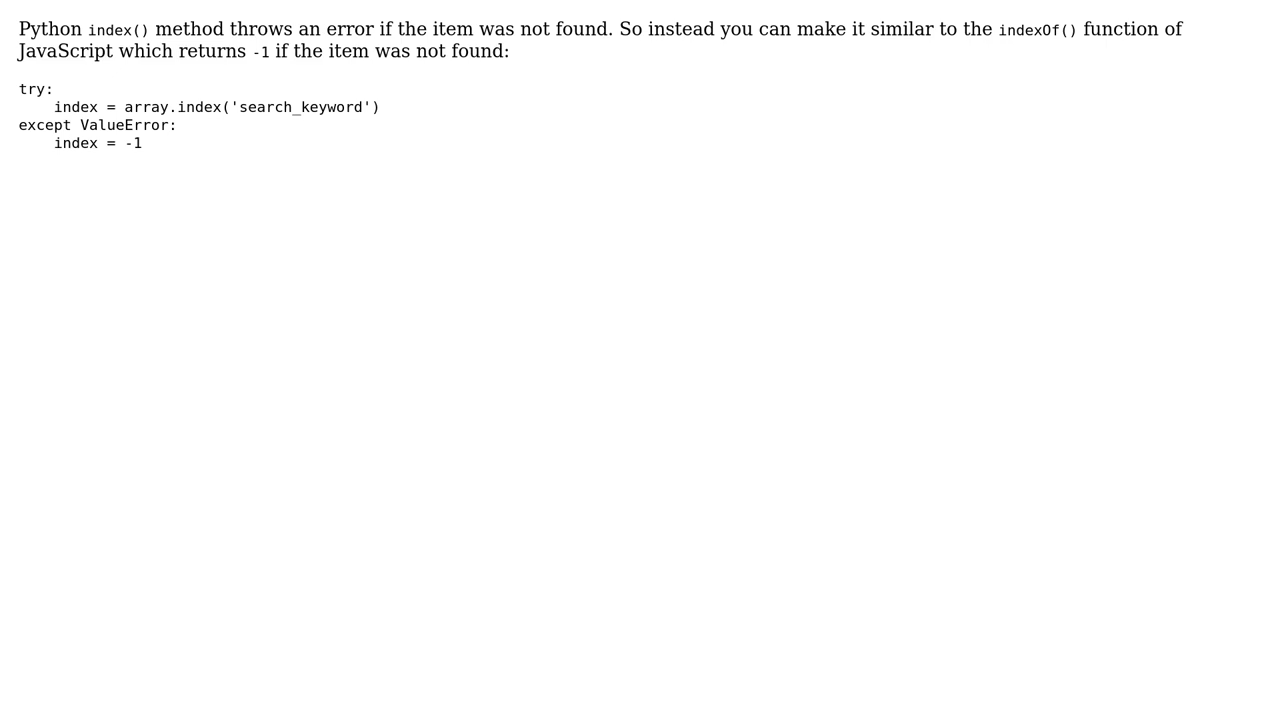 Python index() method throws an error if the item was not found. So instead you can make it similar to the indexOf() function of
JavaScript which returns -1 if the item was not found:
try:
    index = array.index('search_keyword')
except ValueError:
    index = -1